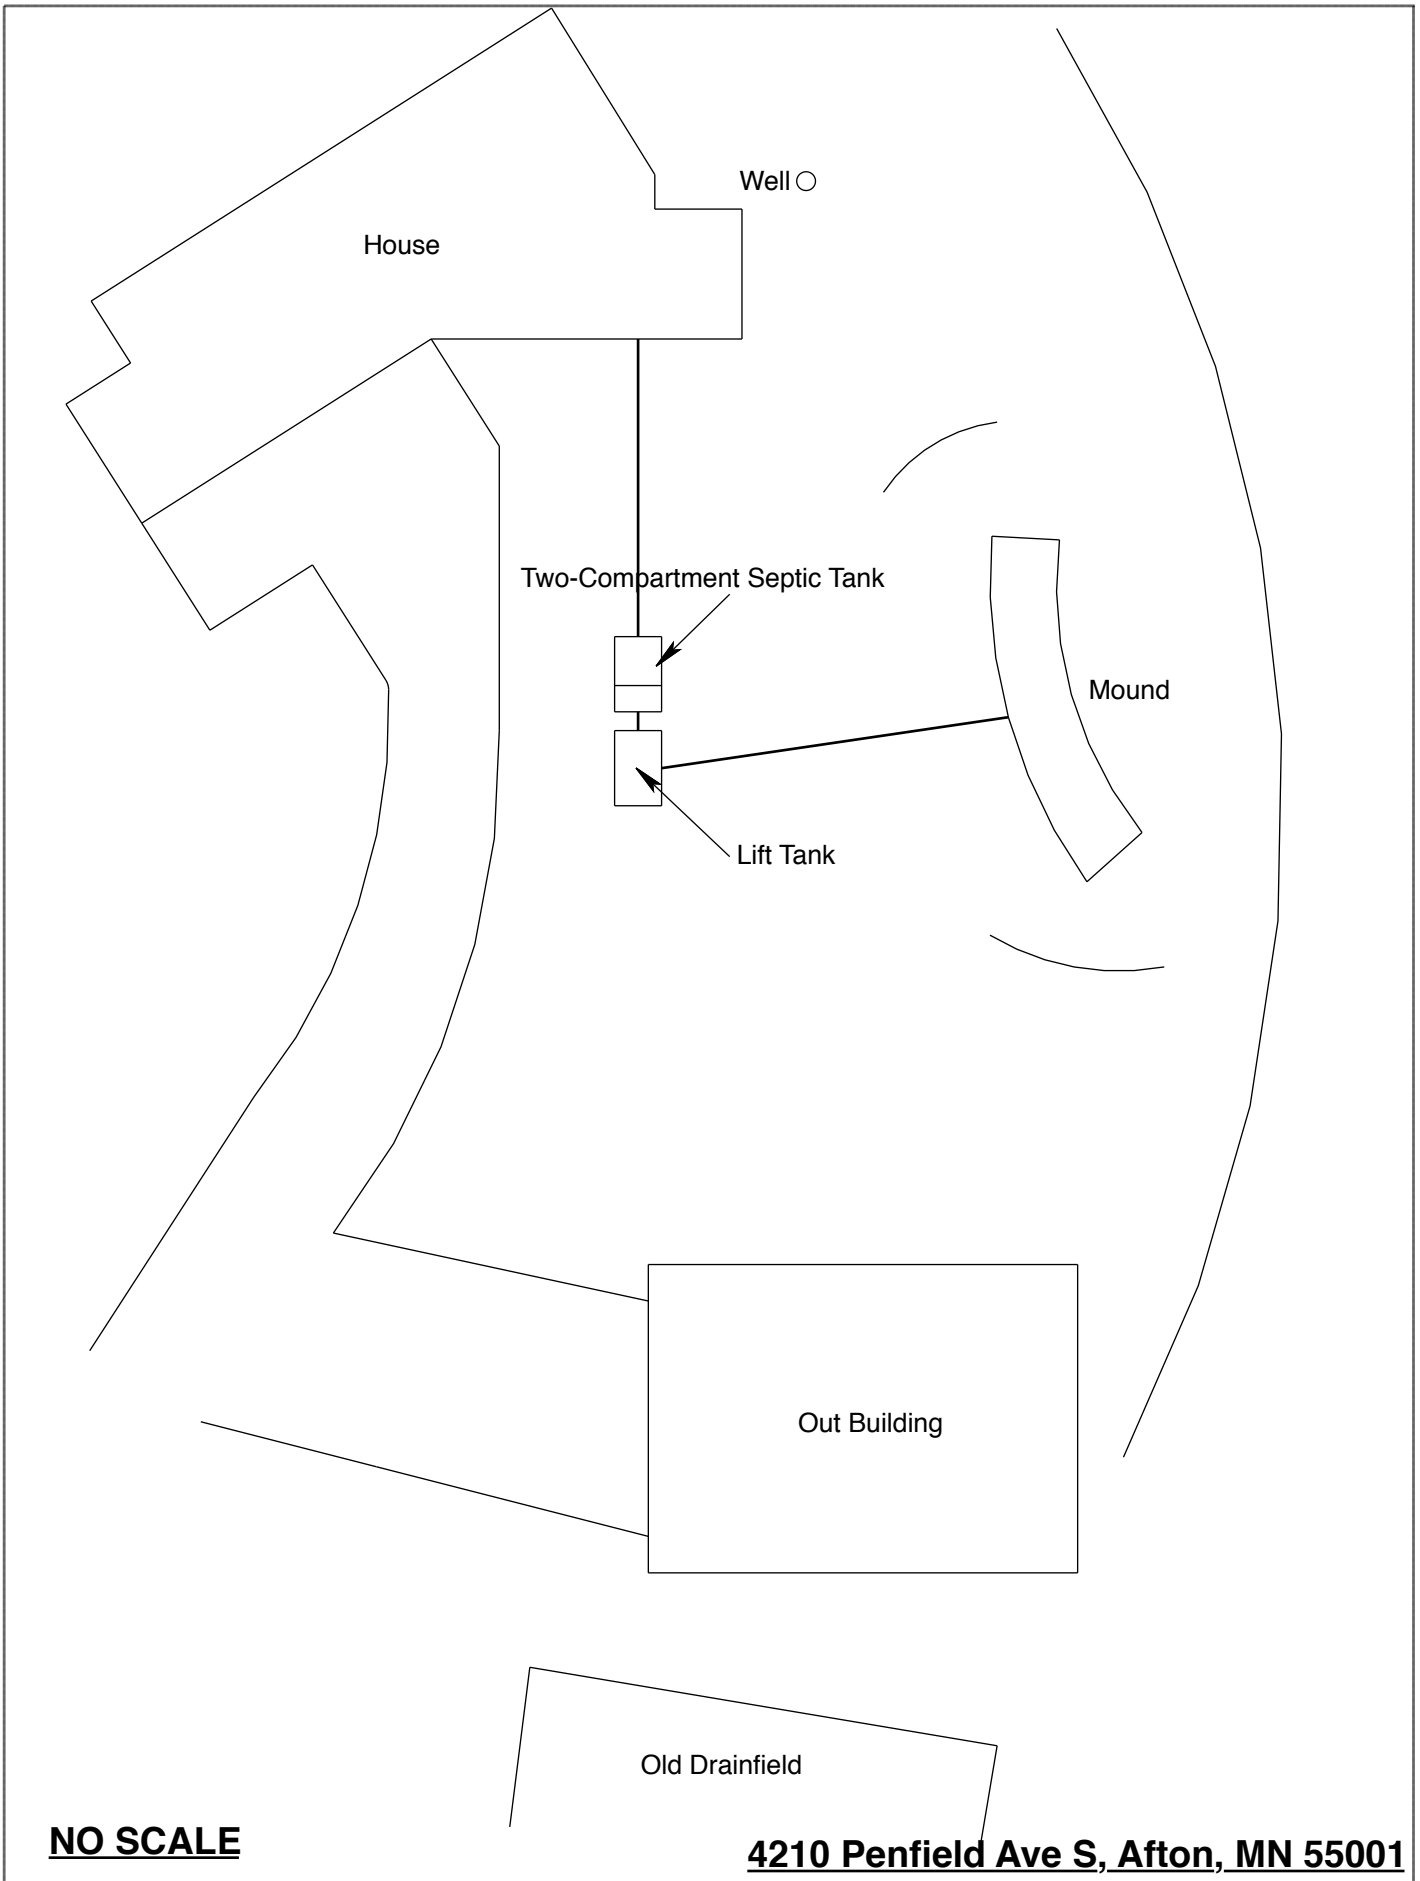 Well
House
Two-Compartment Septic Tank
Mound
Lift Tank
Out Building
Old Drainfield
NO SCALE
4210 Penfield Ave S, Afton, MN 55001